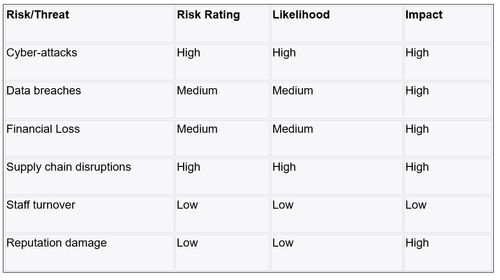 Risk/Threat Risk Rating Likelihood Impact
Cyber-attacks High High High
Data breaches Medium Medium High
Financial Loss Medium Medium High
Supply chain disruptions High High High
Staff turnover Low Low Low
Reputation damage Low Low High